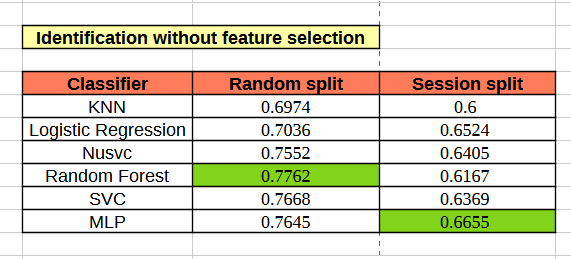 Identification without feature selection
Classifier Random split Session split
KNN 0.6974 0.6
Logistic Regression 0.7036 0.6524
Nusvc 0.7552 0.6405
Random Forest 0.7762 0.6167
SVC 0.7668 0.6369
MLP 0.7645 0.6655